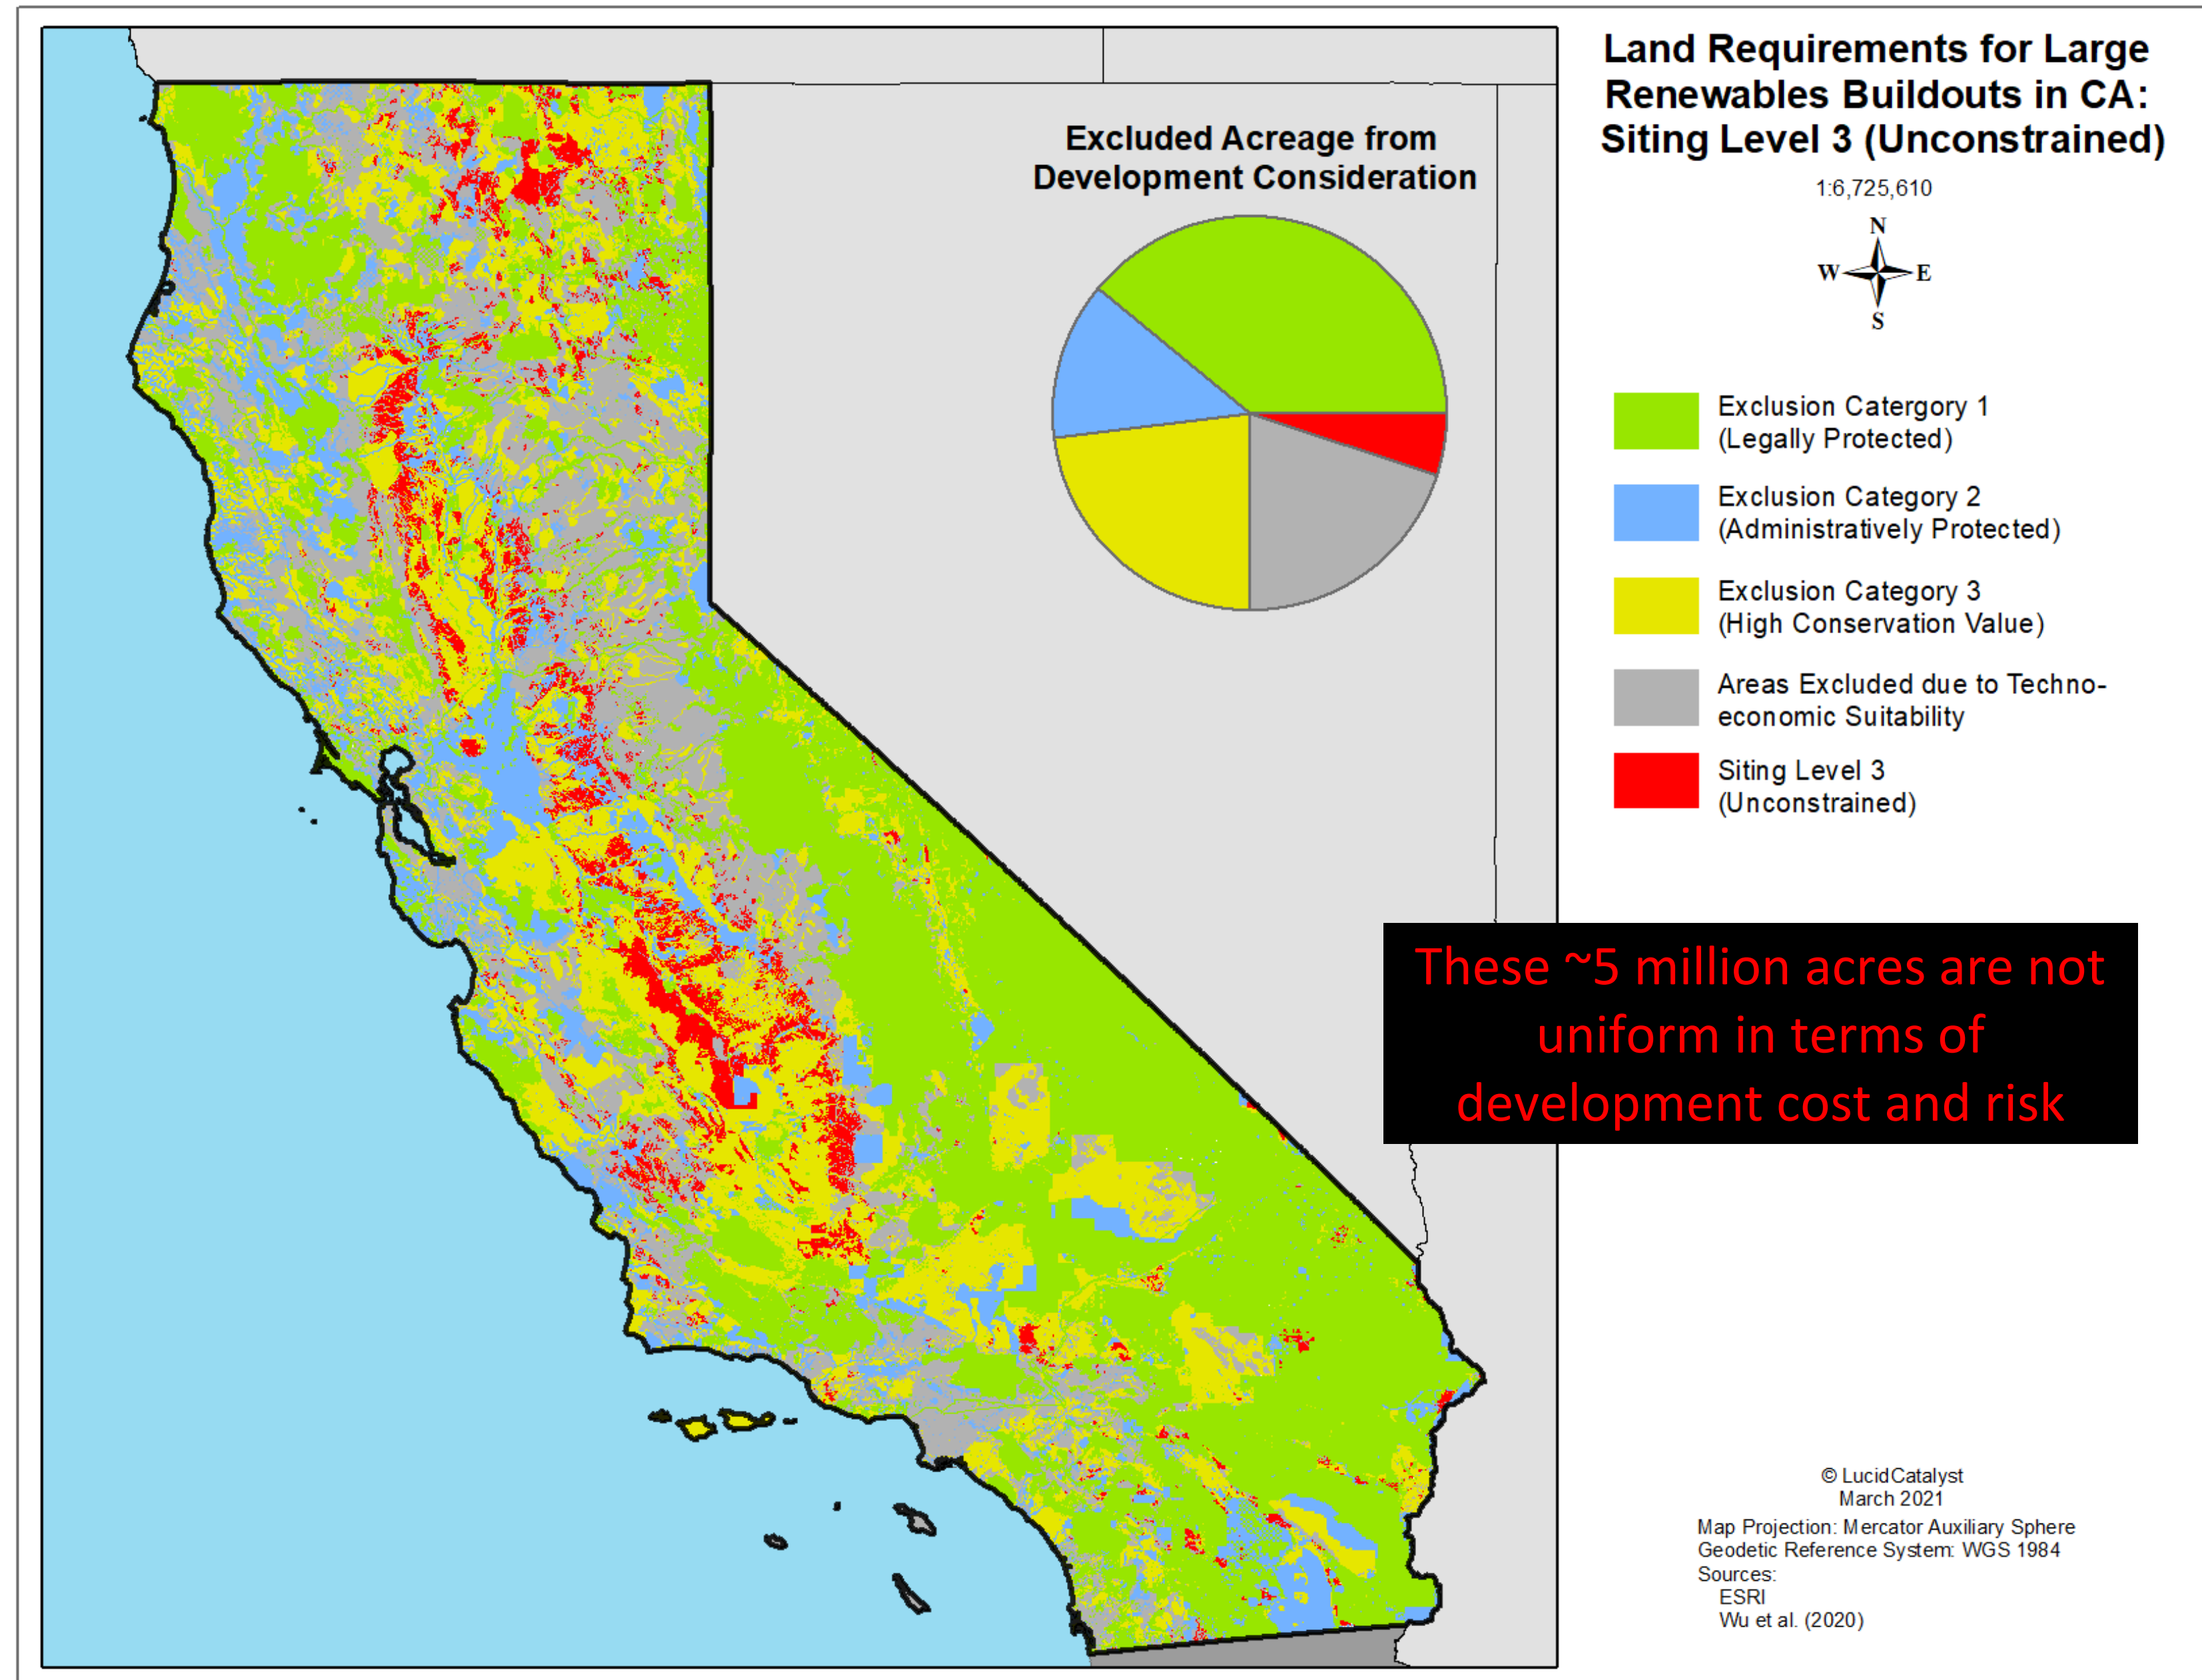 Land Requirements for Large
Renewables Buildouts in CA:
Siting Level 3 (Unconstrained)
1:6,725,610
N
W E
S
Excluded Acreage from
Development Consideration
Exclusion Catergory 1
(Legally Protected)
Exclusion Category 2
(Administratively Protected)
Exclusion Category 3
(High Conservation Value)
Areas Excluded due to Techno-
economic Suitability
Siting Level 3
(Unconstrained)
These ~5 million acres are not
uniform in terms of
development cost and risk
© LucidCatalyst
March 2021
Map Projection: Mercator Auxiliary Sphere
Geodetic Reference System: WGS 1984
Sources:
ESRI
Wu et al. (2020)